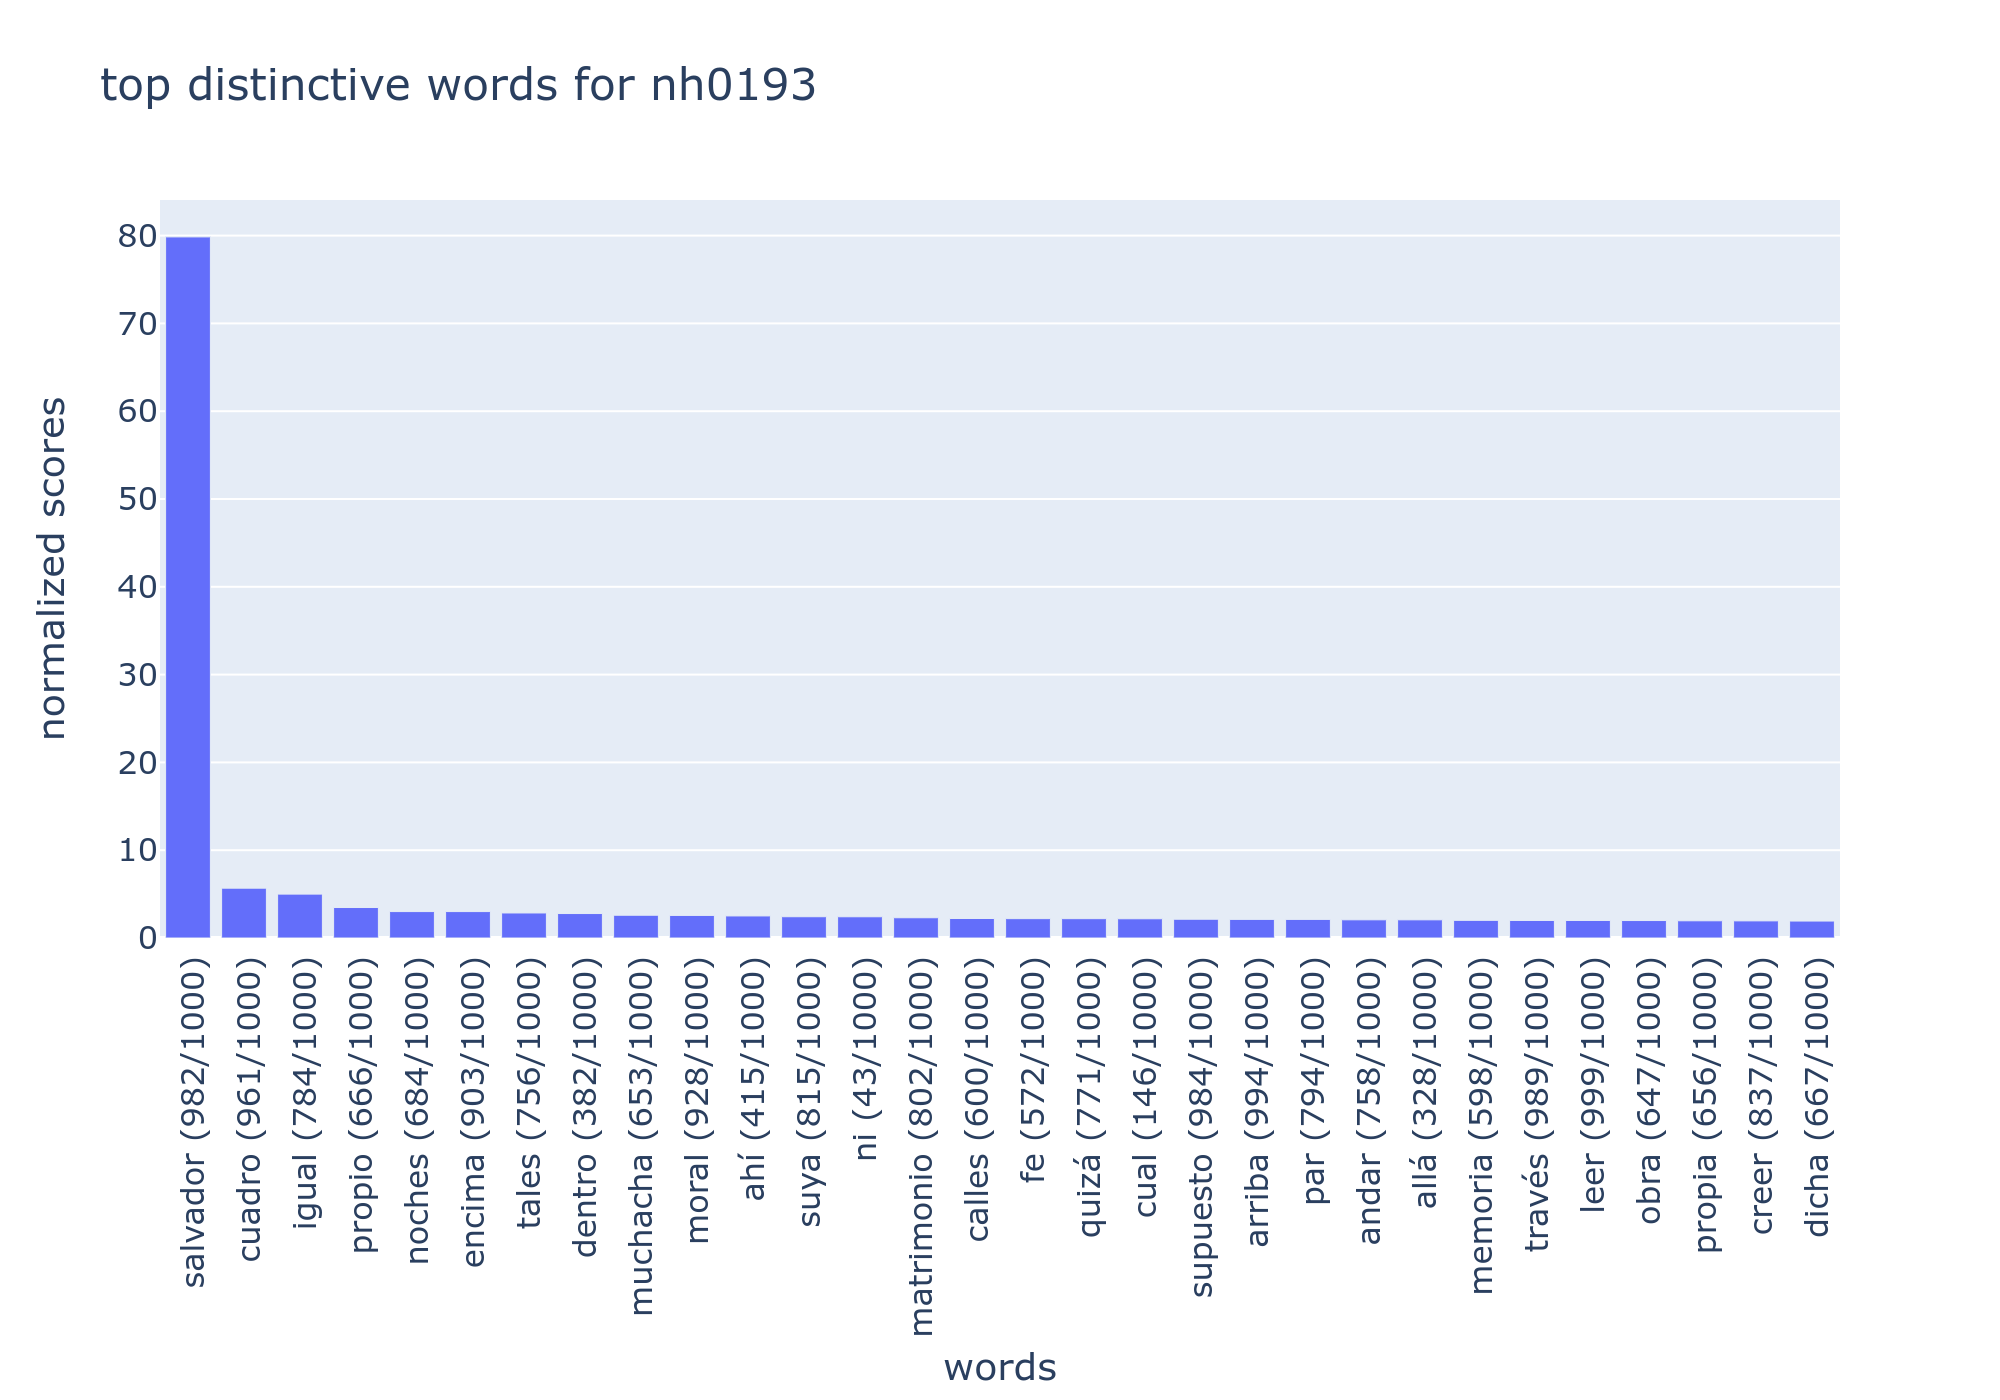 top distinctive words for nh0193
normalized scores
80
70
60
50
40
30
20
10
0
salvador (982/1000)
cuadro (961/1000)
igual (784/1000)
propio (666/1000)
noches (684/1000)
encima (903/1000)
tales (756/1000)
dentro (382/1000)
muchacha (653/1000)
moral (928/1000)
ahí (415/1000)
suya (815/1000)
ni (43/1000)
matrimonio (802/1000)
calles (600/1000)
fe (572/1000)
quizá (771/1000)
cual (146/1000)
supuesto (984/1000)
arriba (994/1000)
par (794/1000)
andar (758/1000)
allá (328/1000)
memoria (598/1000)
través (989/1000)
leer (999/1000)
obra (647/1000)
propia (656/1000)
creer (837/1000)
dicha (667/1000)
words